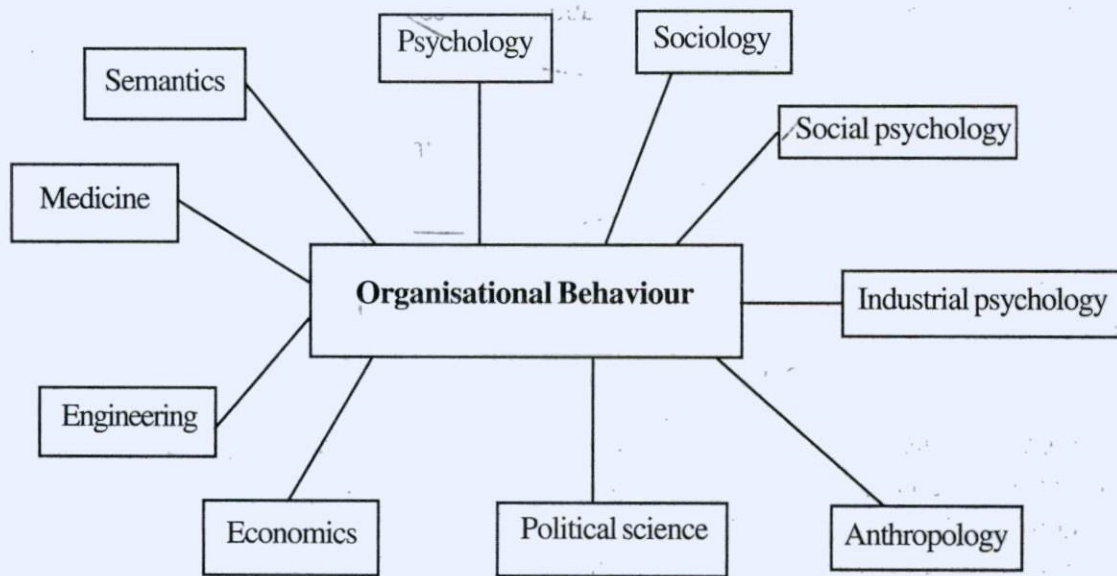 Psychology
Sociology
Semantics
Social psychology
Medicine
Organisational Behaviour
Industrial psychology
Engineering
Economics
Political science
Anthropology